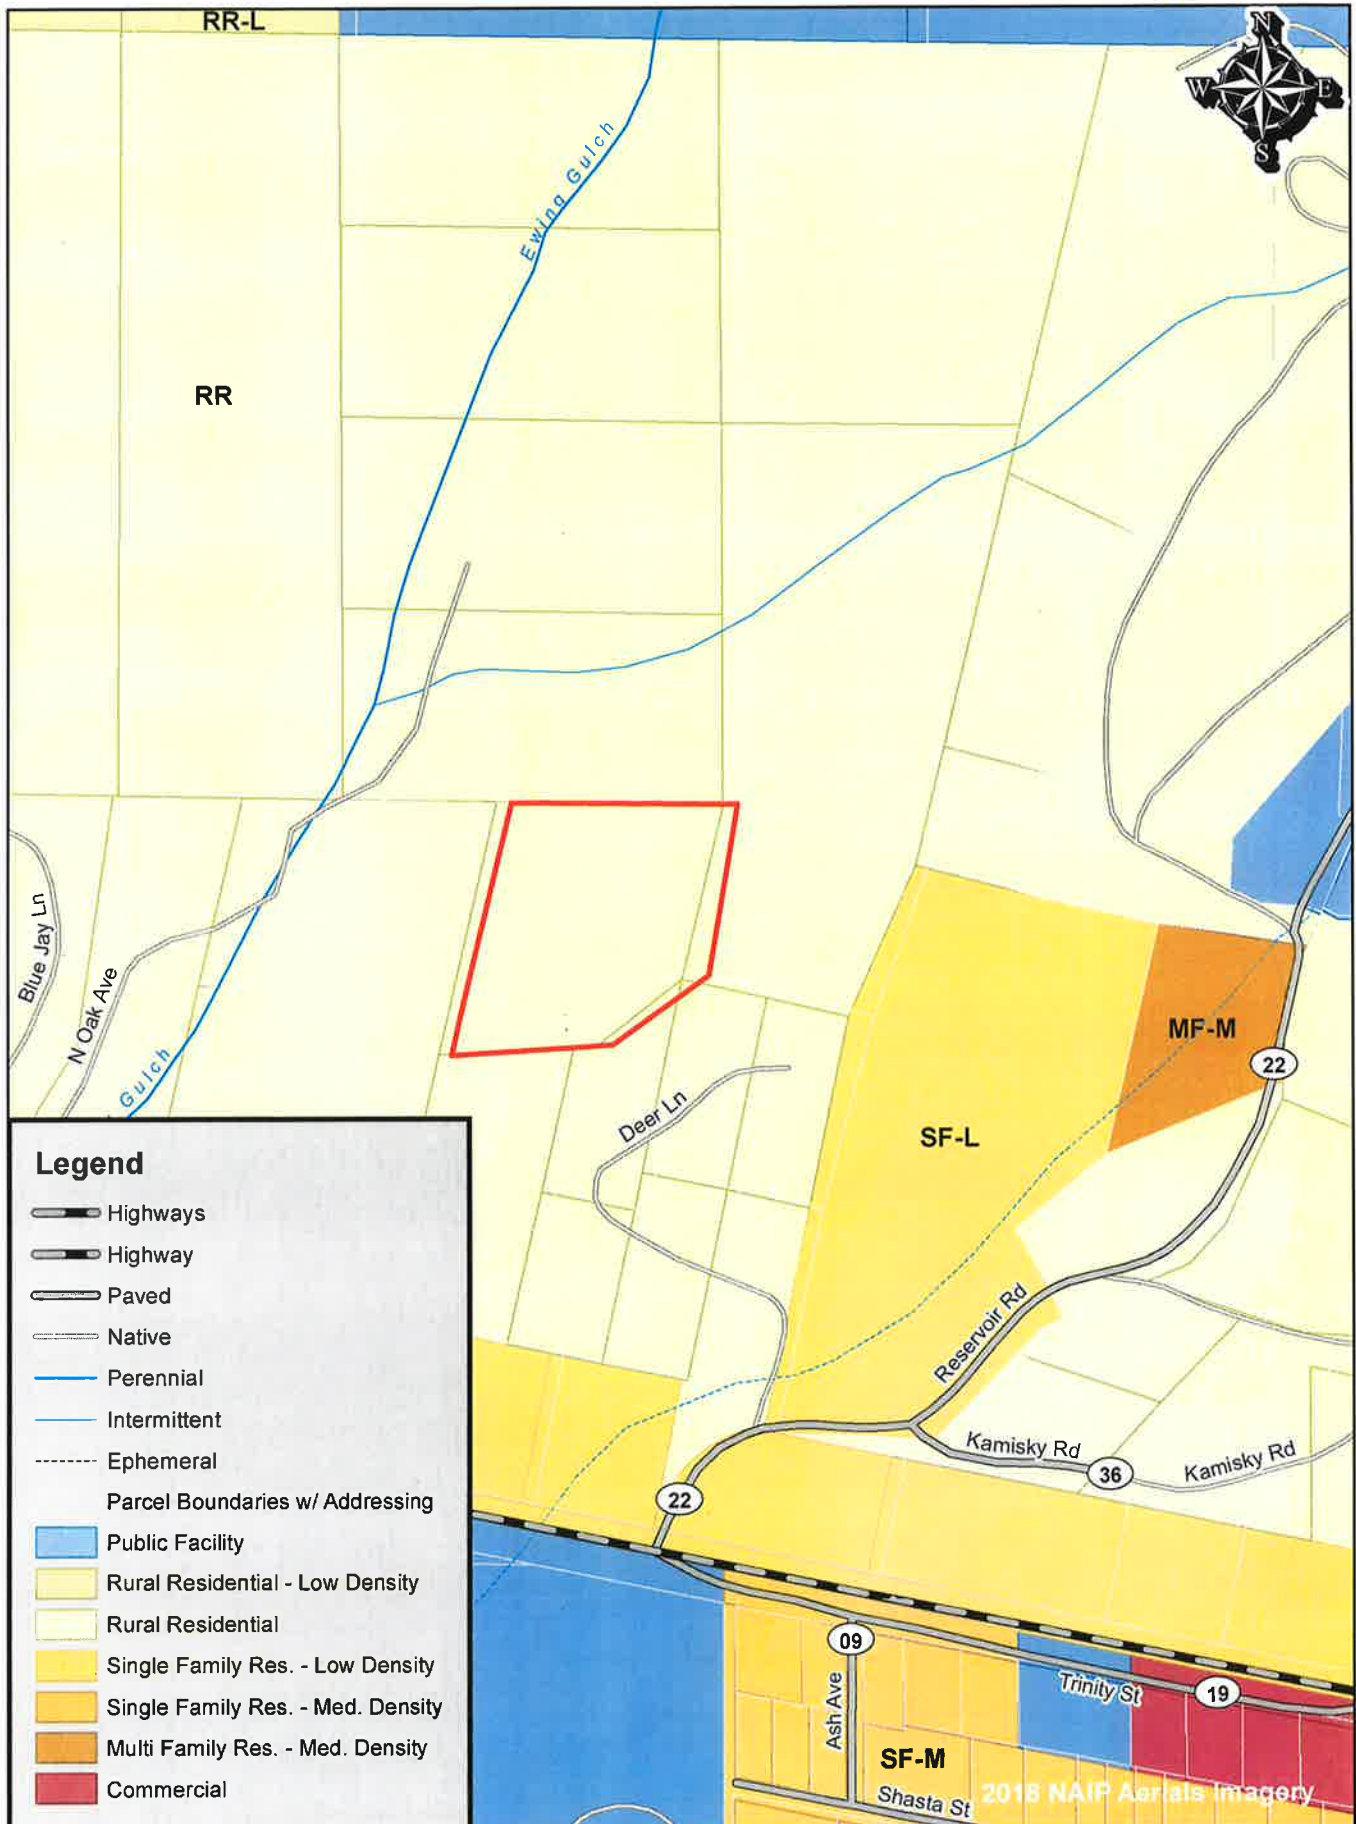 RR-L
N
W
E
S
Ewing Gulch
RR
Blue Jay Ln
N Oak Ave
Gulch
MF-M
22
Deer Ln
SF-L
Legend
Highways
Highway
Paved
Native
Perennial
Intermittent
Ephemeral
Parcel Boundaries w/ Addressing
Public Facility
Rural Residential - Low Density
Rural Residential
Single Family Res. - Low Density
Single Family Res. - Med. Density
Multi Family Res. - Med. Density
Commercial
Reservoir Rd
Kamisky Rd
36
Kamisky Rd
22
09
Ash Ave
Trinity St
19
SF-M
Shasta St
2018 NAIP Aerials Imagery